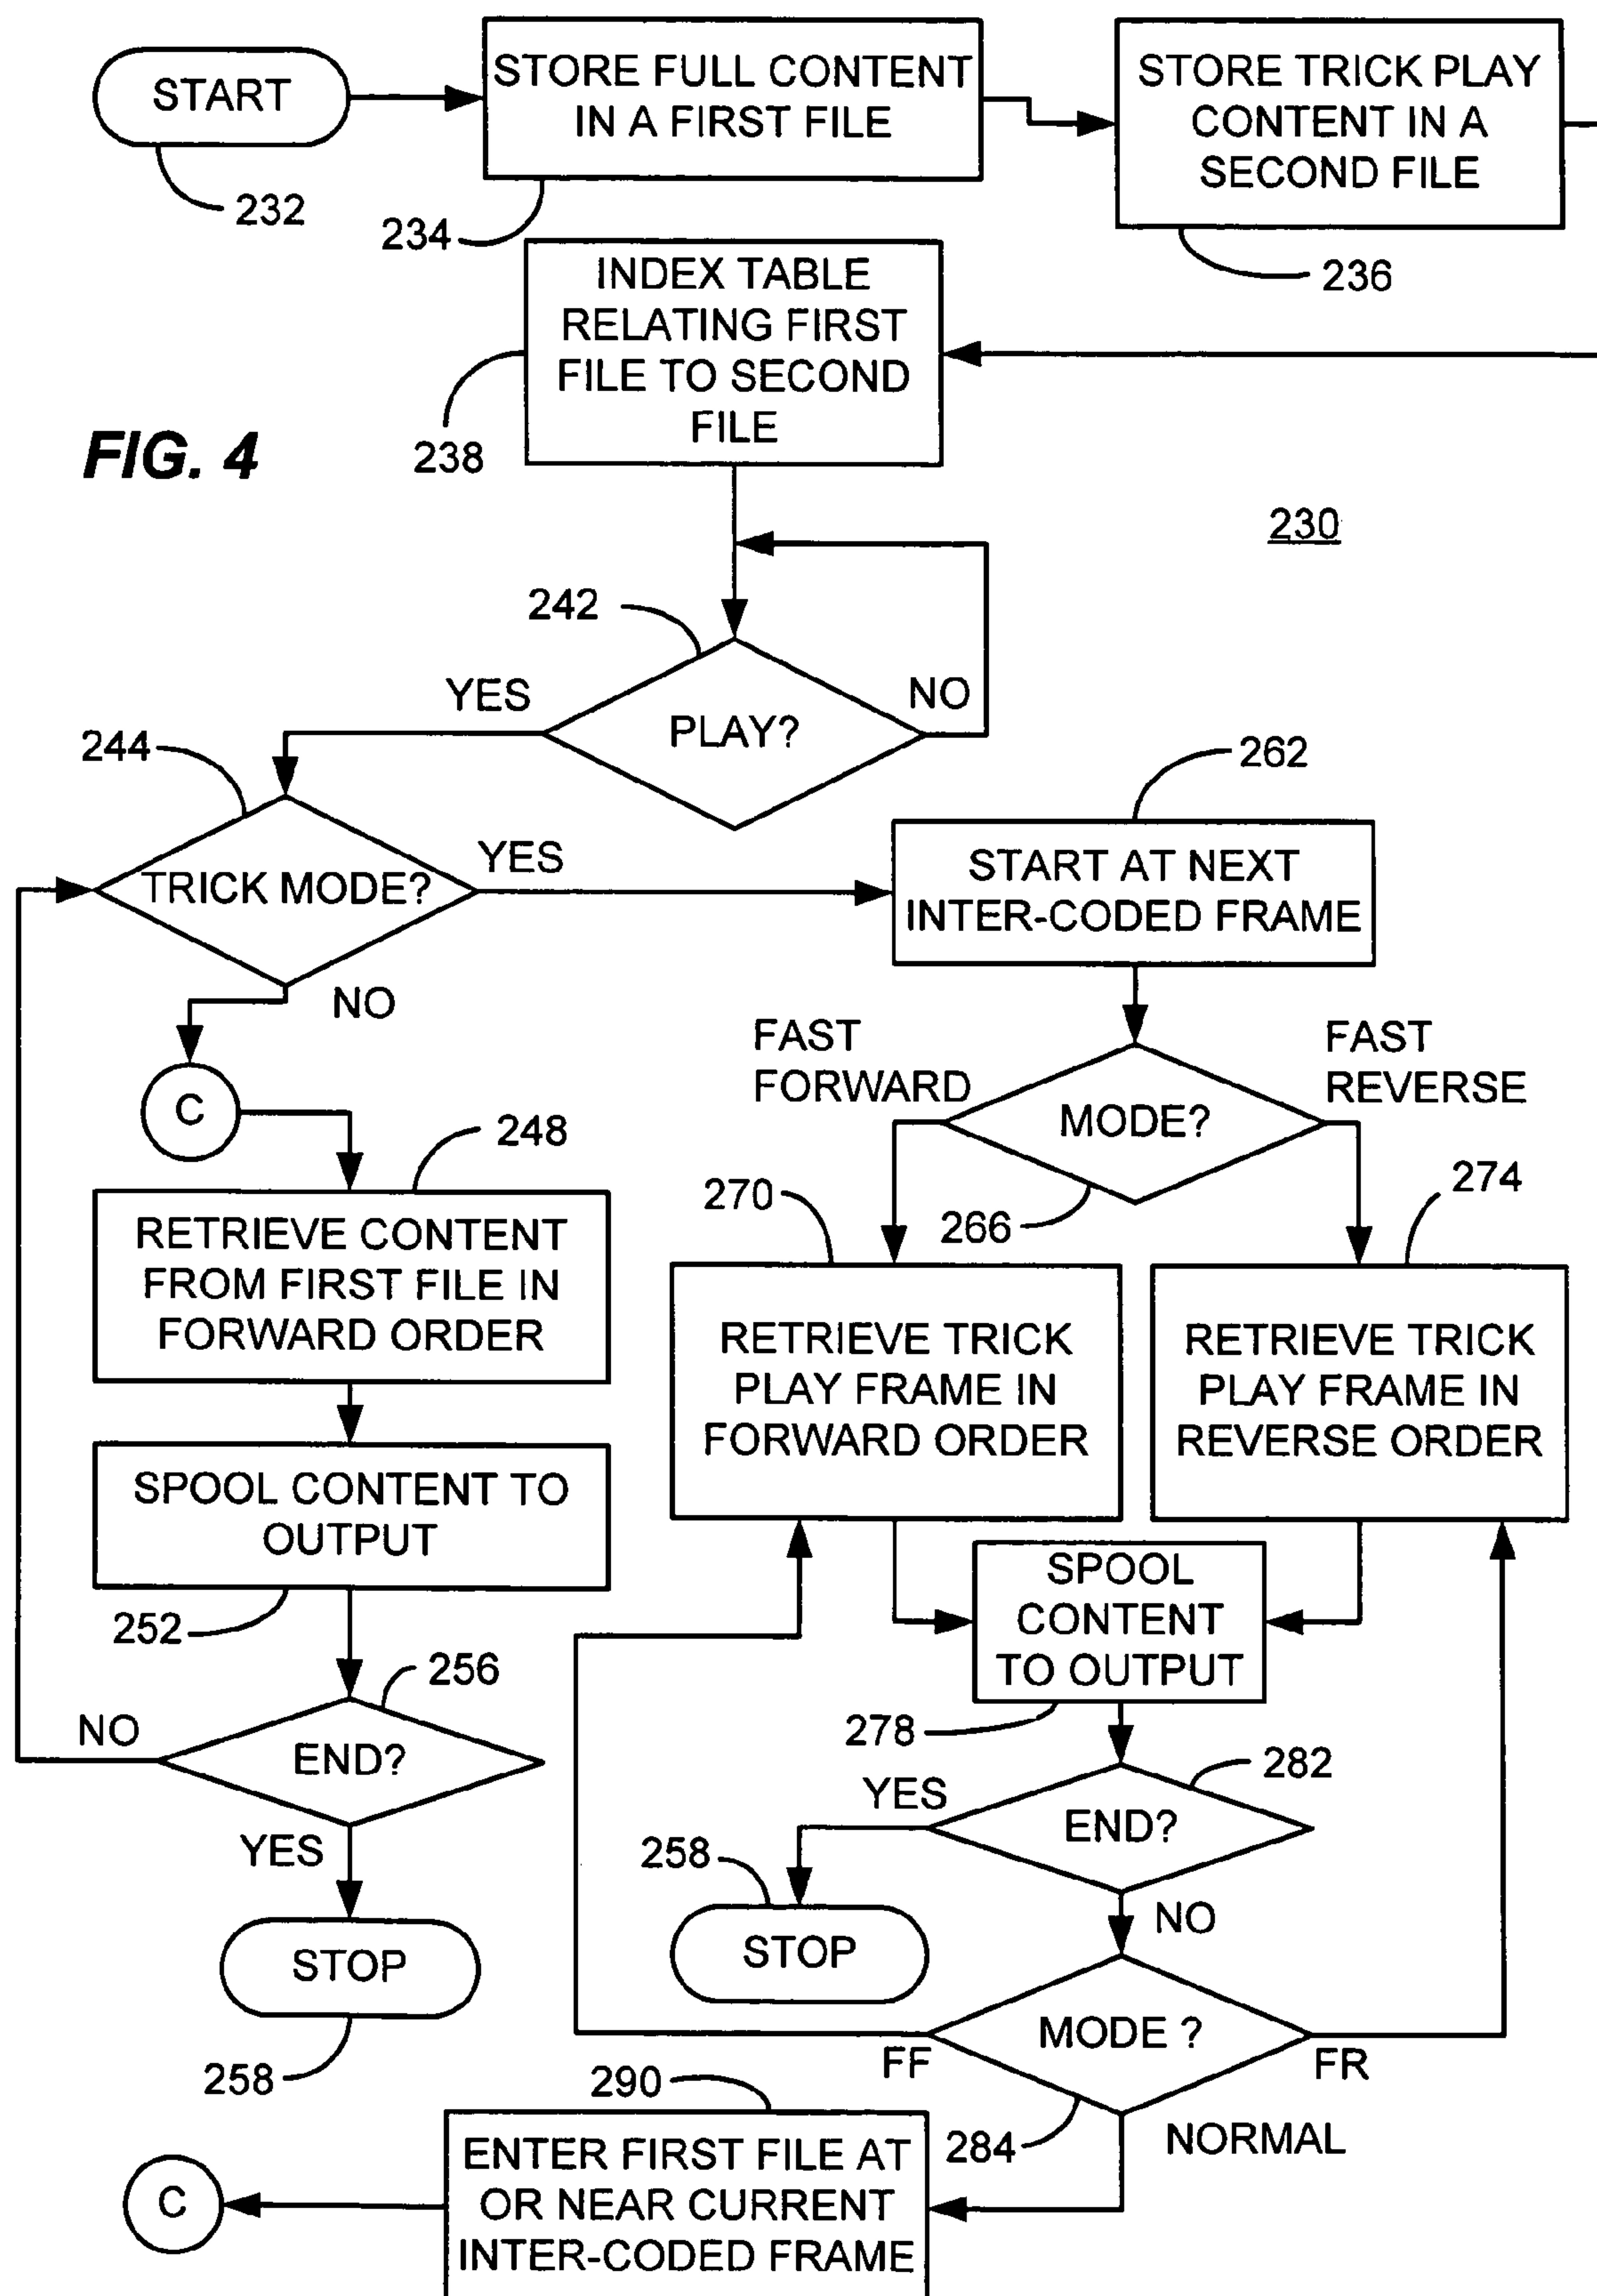 START
STORE FULL CONTENT
IN A FIRST FILE
STORE TRICK PLAY
CONTENT IN A
SECOND FILE
232
234
236
INDEX TABLE
RELATING FIRST
FILE TO SECOND
FILE
238
FIG. 4
230
242
YES
NO
PLAY?
244
262
TRICK MODE?
YES
START AT NEXT
INTER-CODED FRAME
NO
FAST
FORWARD
FAST
REVERSE
MODE?
C
248
270
266
274
RETRIEVE CONTENT
FROM FIRST FILE IN
FORWARD ORDER
RETRIEVE TRICK
PLAY FRAME IN
FORWARD ORDER
RETRIEVE TRICK
PLAY FRAME IN
REVERSE ORDER
SPOOL CONTENT TO
OUTPUT
SPOOL
CONTENT
TO OUTPUT
252
256
278
NO
END?
282
YES
END?
YES
258
STOP
NO
STOP
MODE ?
258
FF
FR
290
284
NORMAL
ENTER FIRST FILE AT
OR NEAR CURRENT
INTER-CODED FRAME
C